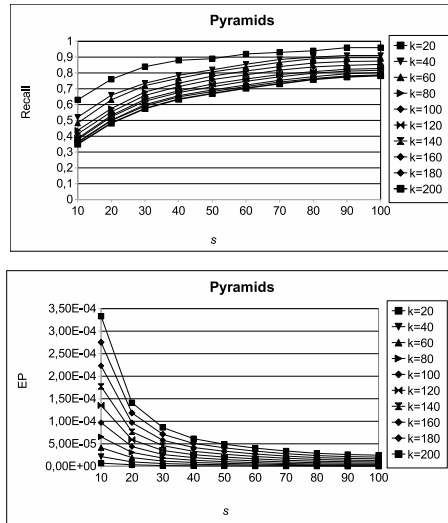 Pyramids
1
0,9
0,8
0,7
0,6
0,5
0,4
0,3
0,2
0,1
0
Recall
10 20 30 40 50 60 70 80 90 100
s
k=20
k=40
k=60
k=80
k=100
k=120
k=140
k=160
k=180
k=200
Pyramids
3,50E-04
3,00E-04
2,50E-04
2,00E-04
1,50E-04
1,00E-04
5,00E-05
0,00E+00
EP
10 20 30 40 50 60 70 80 90 100
s
k=20
k=40
k=60
k=80
k=100
k=120
k=140
k=160
k=180
k=200